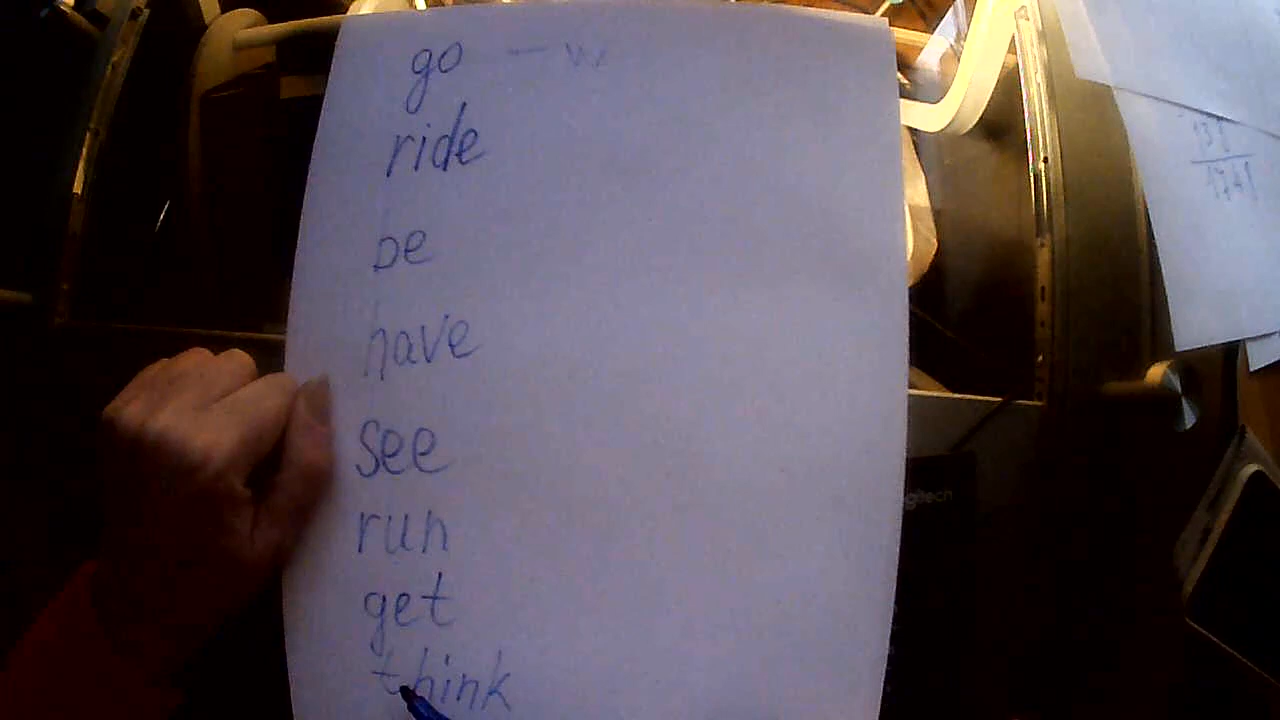 go – w
ride
be
have
see
run
get
think